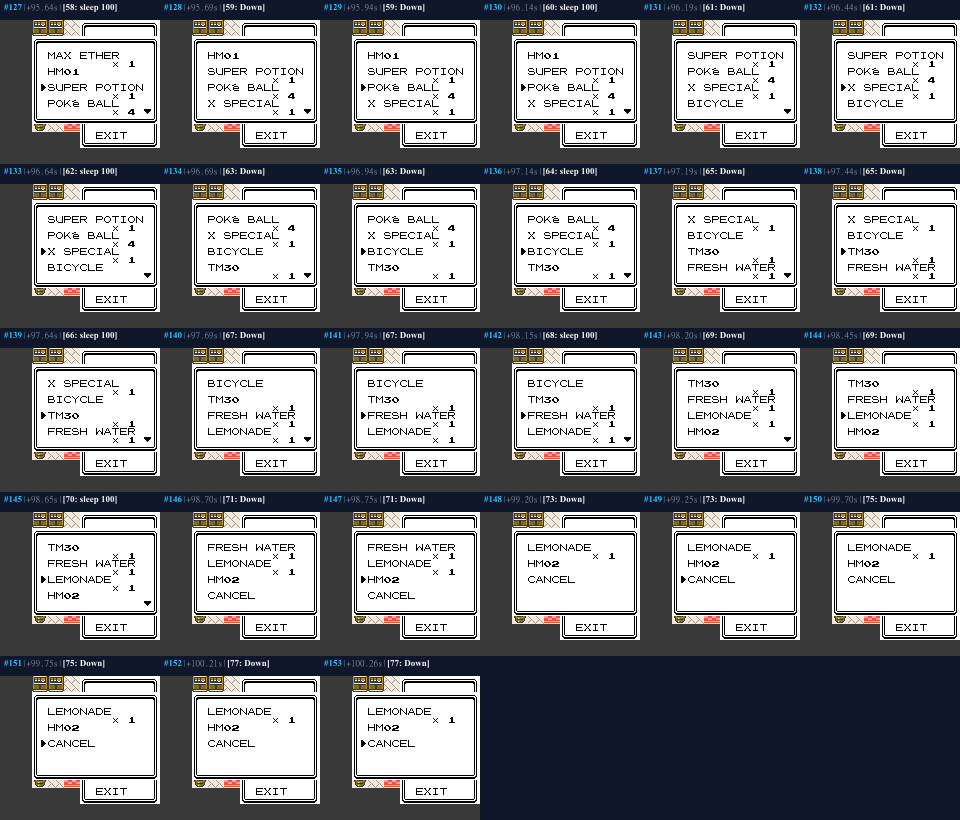 #127 | +95.64s | [58: sleep 100]
MAX ETHER
× 1
HM01
▶SUPER POTION
× 1
POKé BALL
× 4
EXIT
#128 | +95.69s | [59: Down]
HM01
SUPER POTION
× 1
POKé BALL
× 4
X SPECIAL
× 1
EXIT
#129 | +95.94s | [59: Down]
HM01
SUPER POTION
× 1
▶POKé BALL
× 4
X SPECIAL
× 1
EXIT
#130 | +96.14s | [60: sleep 100]
HM01
SUPER POTION
× 1
▶POKé BALL
× 4
X SPECIAL
× 1
EXIT
#131 | +96.19s | [61: Down]
SUPER POTION
× 1
POKé BALL
× 4
X SPECIAL
× 1
BICYCLE
EXIT
#132 | +96.44s | [61: Down]
SUPER POTION
× 1
POKé BALL
× 4
▶X SPECIAL
× 1
BICYCLE
EXIT
#133 | +96.64s | [62: sleep 100]
SUPER POTION
× 1
POKé BALL
× 4
▶X SPECIAL
× 1
BICYCLE
EXIT
#134 | +96.69s | [63: Down]
POKé BALL
× 4
X SPECIAL
× 1
BICYCLE
TM30
× 1
EXIT
#135 | +96.94s | [63: Down]
POKé BALL
× 4
X SPECIAL
× 1
▶BICYCLE
TM30
× 1
EXIT
#136 | +97.14s | [64: sleep 100]
POKé BALL
× 4
X SPECIAL
× 1
▶BICYCLE
TM30
× 1
EXIT
#137 | +97.19s | [65: Down]
X SPECIAL
× 1
BICYCLE
TM30
× 1
FRESH WATER
× 1
EXIT
#138 | +97.44s | [65: Down]
X SPECIAL
× 1
BICYCLE
▶TM30
× 1
FRESH WATER
× 1
EXIT
#139 | +97.64s | [66: sleep 100]
X SPECIAL
× 1
BICYCLE
▶TM30
× 1
FRESH WATER
× 1
EXIT
#140 | +97.69s | [67: Down]
BICYCLE
TM30
× 1
FRESH WATER
× 1
LEMONADE
× 1
EXIT
#141 | +97.94s | [67: Down]
BICYCLE
TM30
× 1
▶FRESH WATER
× 1
LEMONADE
× 1
EXIT
#142 | +98.15s | [68: sleep 100]
BICYCLE
TM30
× 1
▶FRESH WATER
× 1
LEMONADE
× 1
EXIT
#143 | +98.20s | [69: Down]
TM30
× 1
FRESH WATER
× 1
LEMONADE
× 1
HM02
EXIT
#144 | +98.45s | [69: Down]
TM30
× 1
FRESH WATER
× 1
▶LEMONADE
× 1
HM02
EXIT
#145 | +98.65s | [70: sleep 100]
TM30
× 1
FRESH WATER
× 1
▶LEMONADE
× 1
HM02
EXIT
#146 | +98.70s | [71: Down]
FRESH WATER
× 1
LEMONADE
× 1
HM02
CANCEL
EXIT
#147 | +98.75s | [71: Down]
FRESH WATER
× 1
LEMONADE
× 1
▶HM02
CANCEL
EXIT
#148 | +99.20s | [73: Down]
LEMONADE
× 1
HM02
CANCEL
EXIT
#149 | +99.25s | [73: Down]
LEMONADE
× 1
HM02
▶CANCEL
EXIT
#150 | +99.70s | [75: Down]
LEMONADE
× 1
HM02
CANCEL
EXIT
#151 | +99.75s | [75: Down]
LEMONADE
× 1
HM02
▶CANCEL
EXIT
#152 | +100.21s | [77: Down]
LEMONADE
× 1
HM02
CANCEL
EXIT
#153 | +100.26s | [77: Down]
LEMONADE
× 1
HM02
▶CANCEL
EXIT